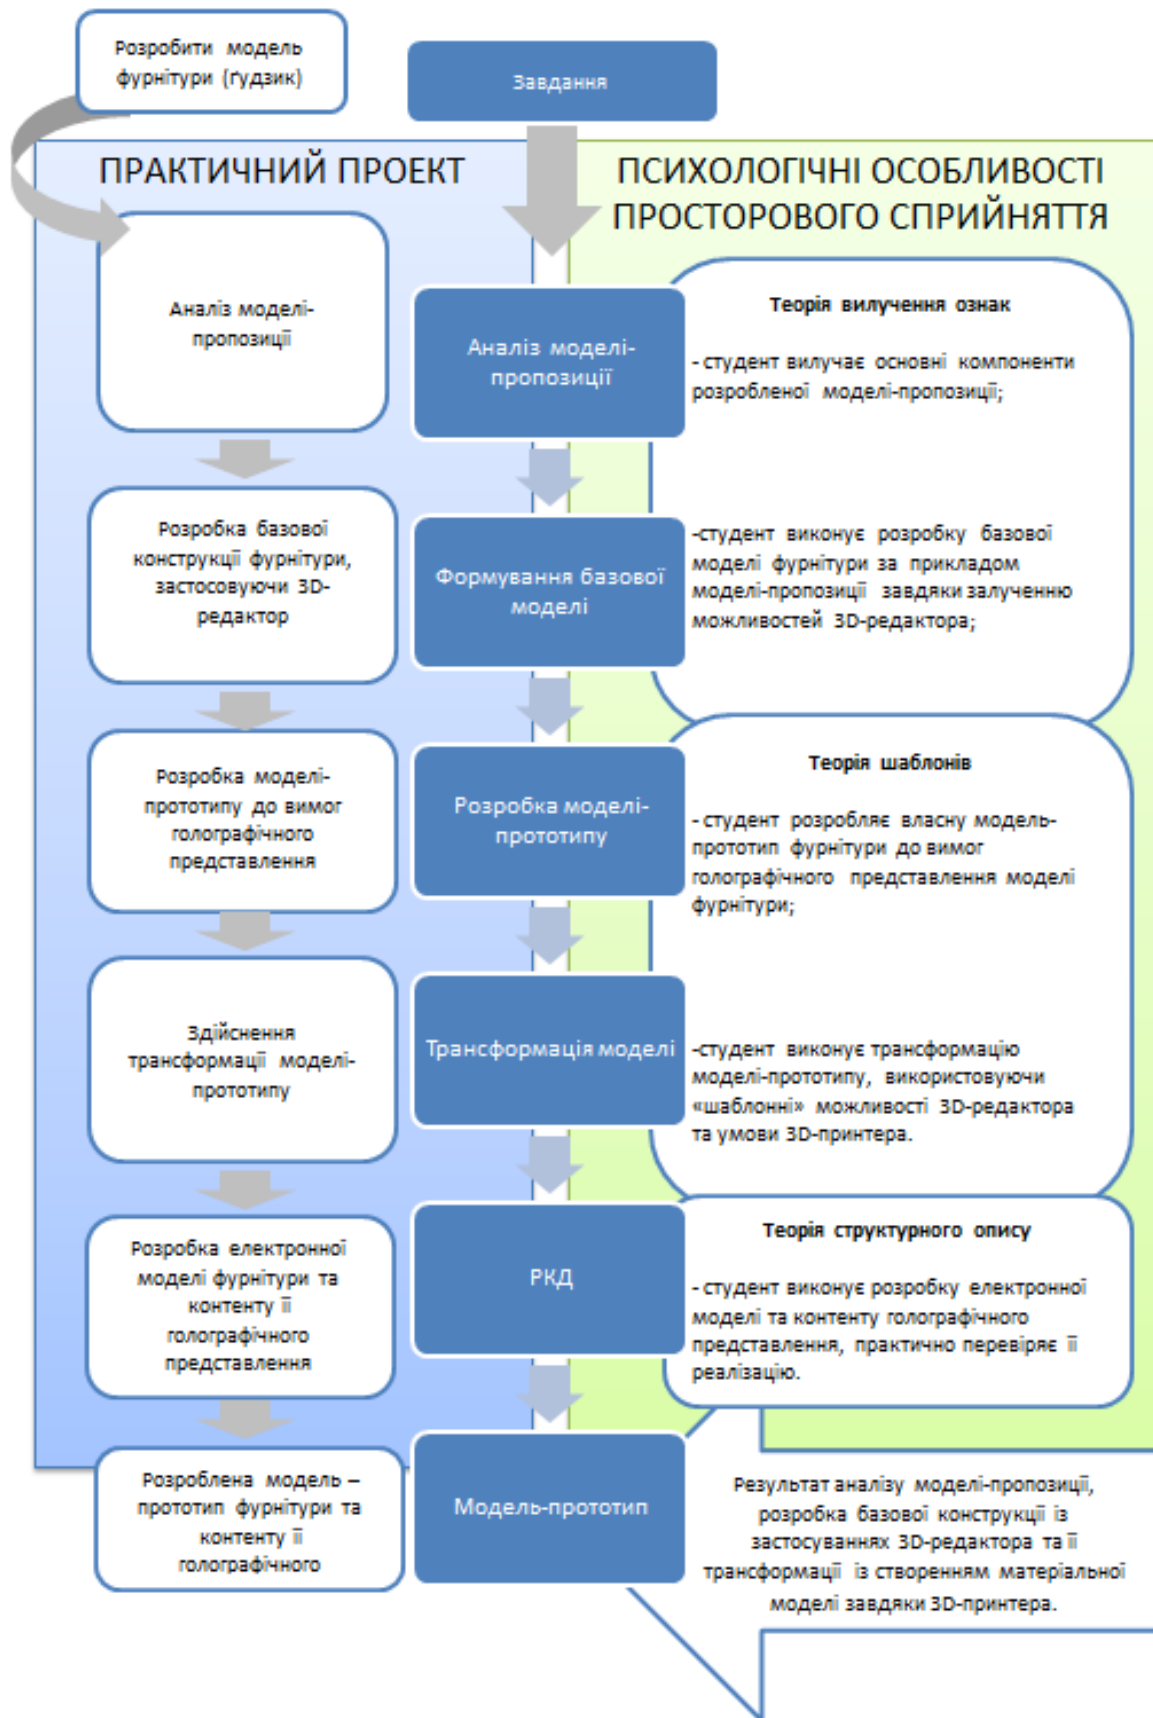 Розробити модель
фурнітури (ґудзик)
Завдання
ПРАКТИЧНИЙ ПРОЕКТ
ПСИХОЛОГІЧНІ ОСОБЛИВОСТІ
ПРОСТОРОВОГО СПРИЙНЯТТЯ
Аналіз моделі-
пропозиції
Аналіз моделі-
пропозиції
Теорія вилучення ознак
- студент вилучає основні компоненти
розробленої моделі-пропозиції;
Розробка базової
конструкції фурнітури,
застосовуючи 3D-
редактор
Формування базової
моделі
-студент виконує розробку базової
моделі фурнітури за прикладом
моделі-пропозиції завдяки залученню
можливостей 3D-редактора;
Розробка моделі-
прототипу до вимог
голографічного
представлення
Розробка моделі-
прототипу
Теорія шаблонів
- студент розробляє власну модель-
прототип фурнітури до вимог
голографічного представлення моделі
фурнітури;
Здійснення
трансформації моделі-
прототипу
Трансформація моделі
-студент виконує трансформацію
моделі-прототипу, використовуючи
«шаблонні» можливості 3D-редактора
та умови 3D-принтера.
Розробка електронної
моделі фурнітури та
контенту її
голографічного
представлення
РКД
Теорія структурного опису
- студент виконує розробку електронної
моделі та контенту голографічного
представлення, практично перевіряє її
реалізацію.
Розроблена модель –
прототип фурнітури та
контенту її
голографічного
Модель-прототип
Результат аналізу моделі-пропозиції,
розробка базової конструкції із
застосуваннях 3D-редактора та її
трансформації із створенням матеріальної
моделі завдяки 3D-принтера.